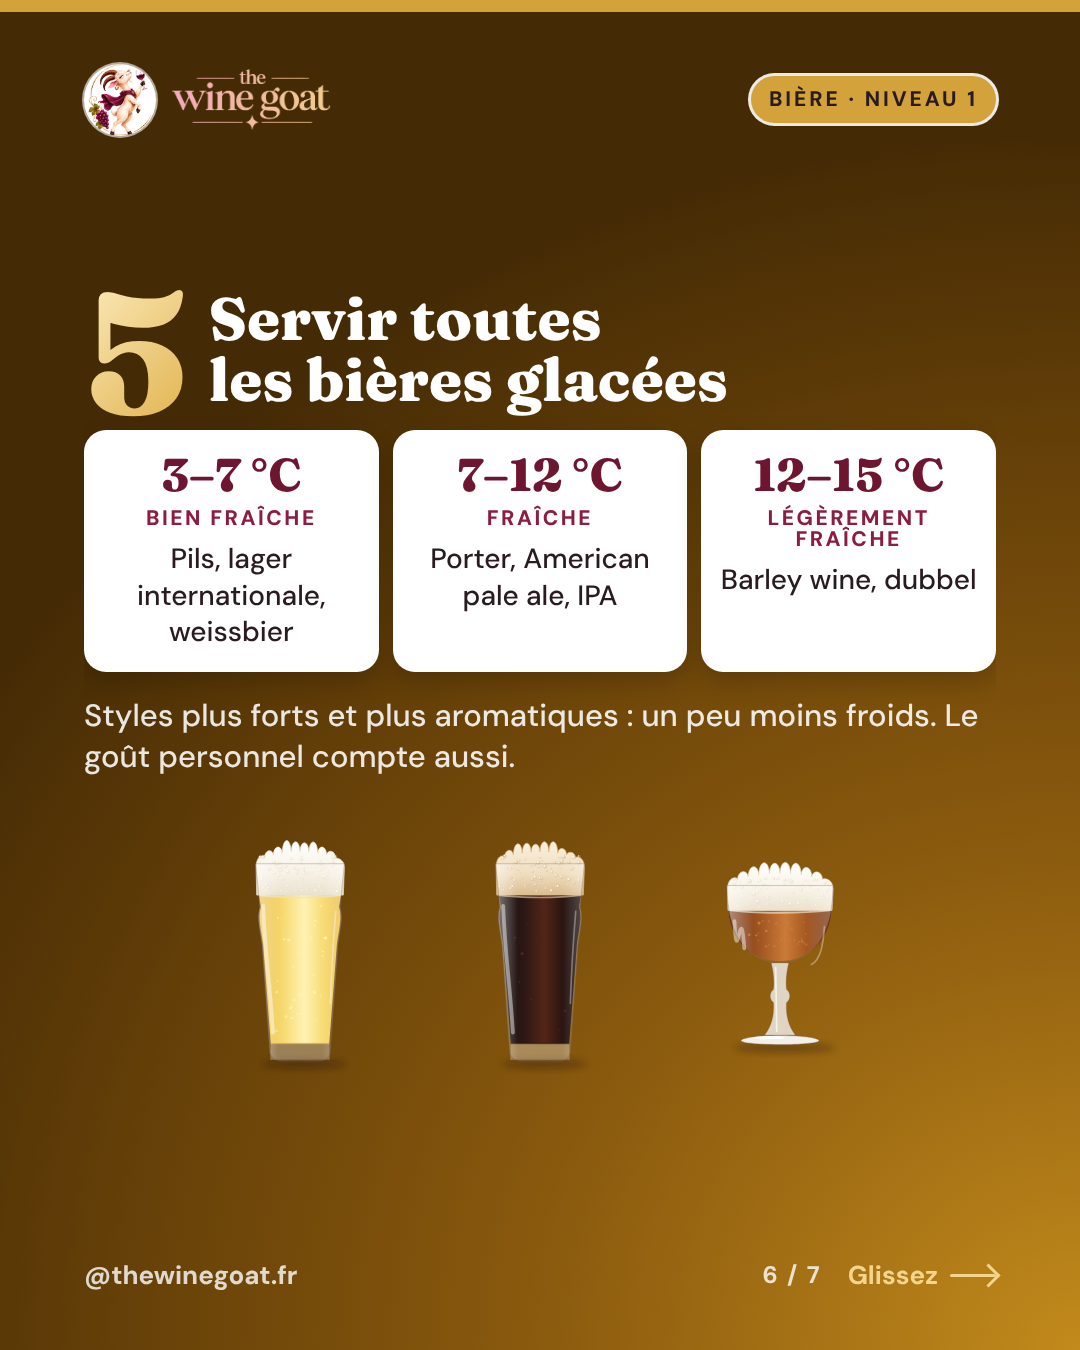 the
wine goat
BIÈRE · NIVEAU 1
5
Servir toutes
les bières glacées
3–7 °C
BIEN FRAÎCHE
Pils, lager
internationale,
weissbier
7–12 °C
FRAÎCHE
Porter, American
pale ale, IPA
12–15 °C
LÉGÈREMENT
FRAÎCHE
Barley wine, dubbel
Styles plus forts et plus aromatiques : un peu moins froids. Le
goût personnel compte aussi.
@thewinegoat.fr
6 / 7
Glissez